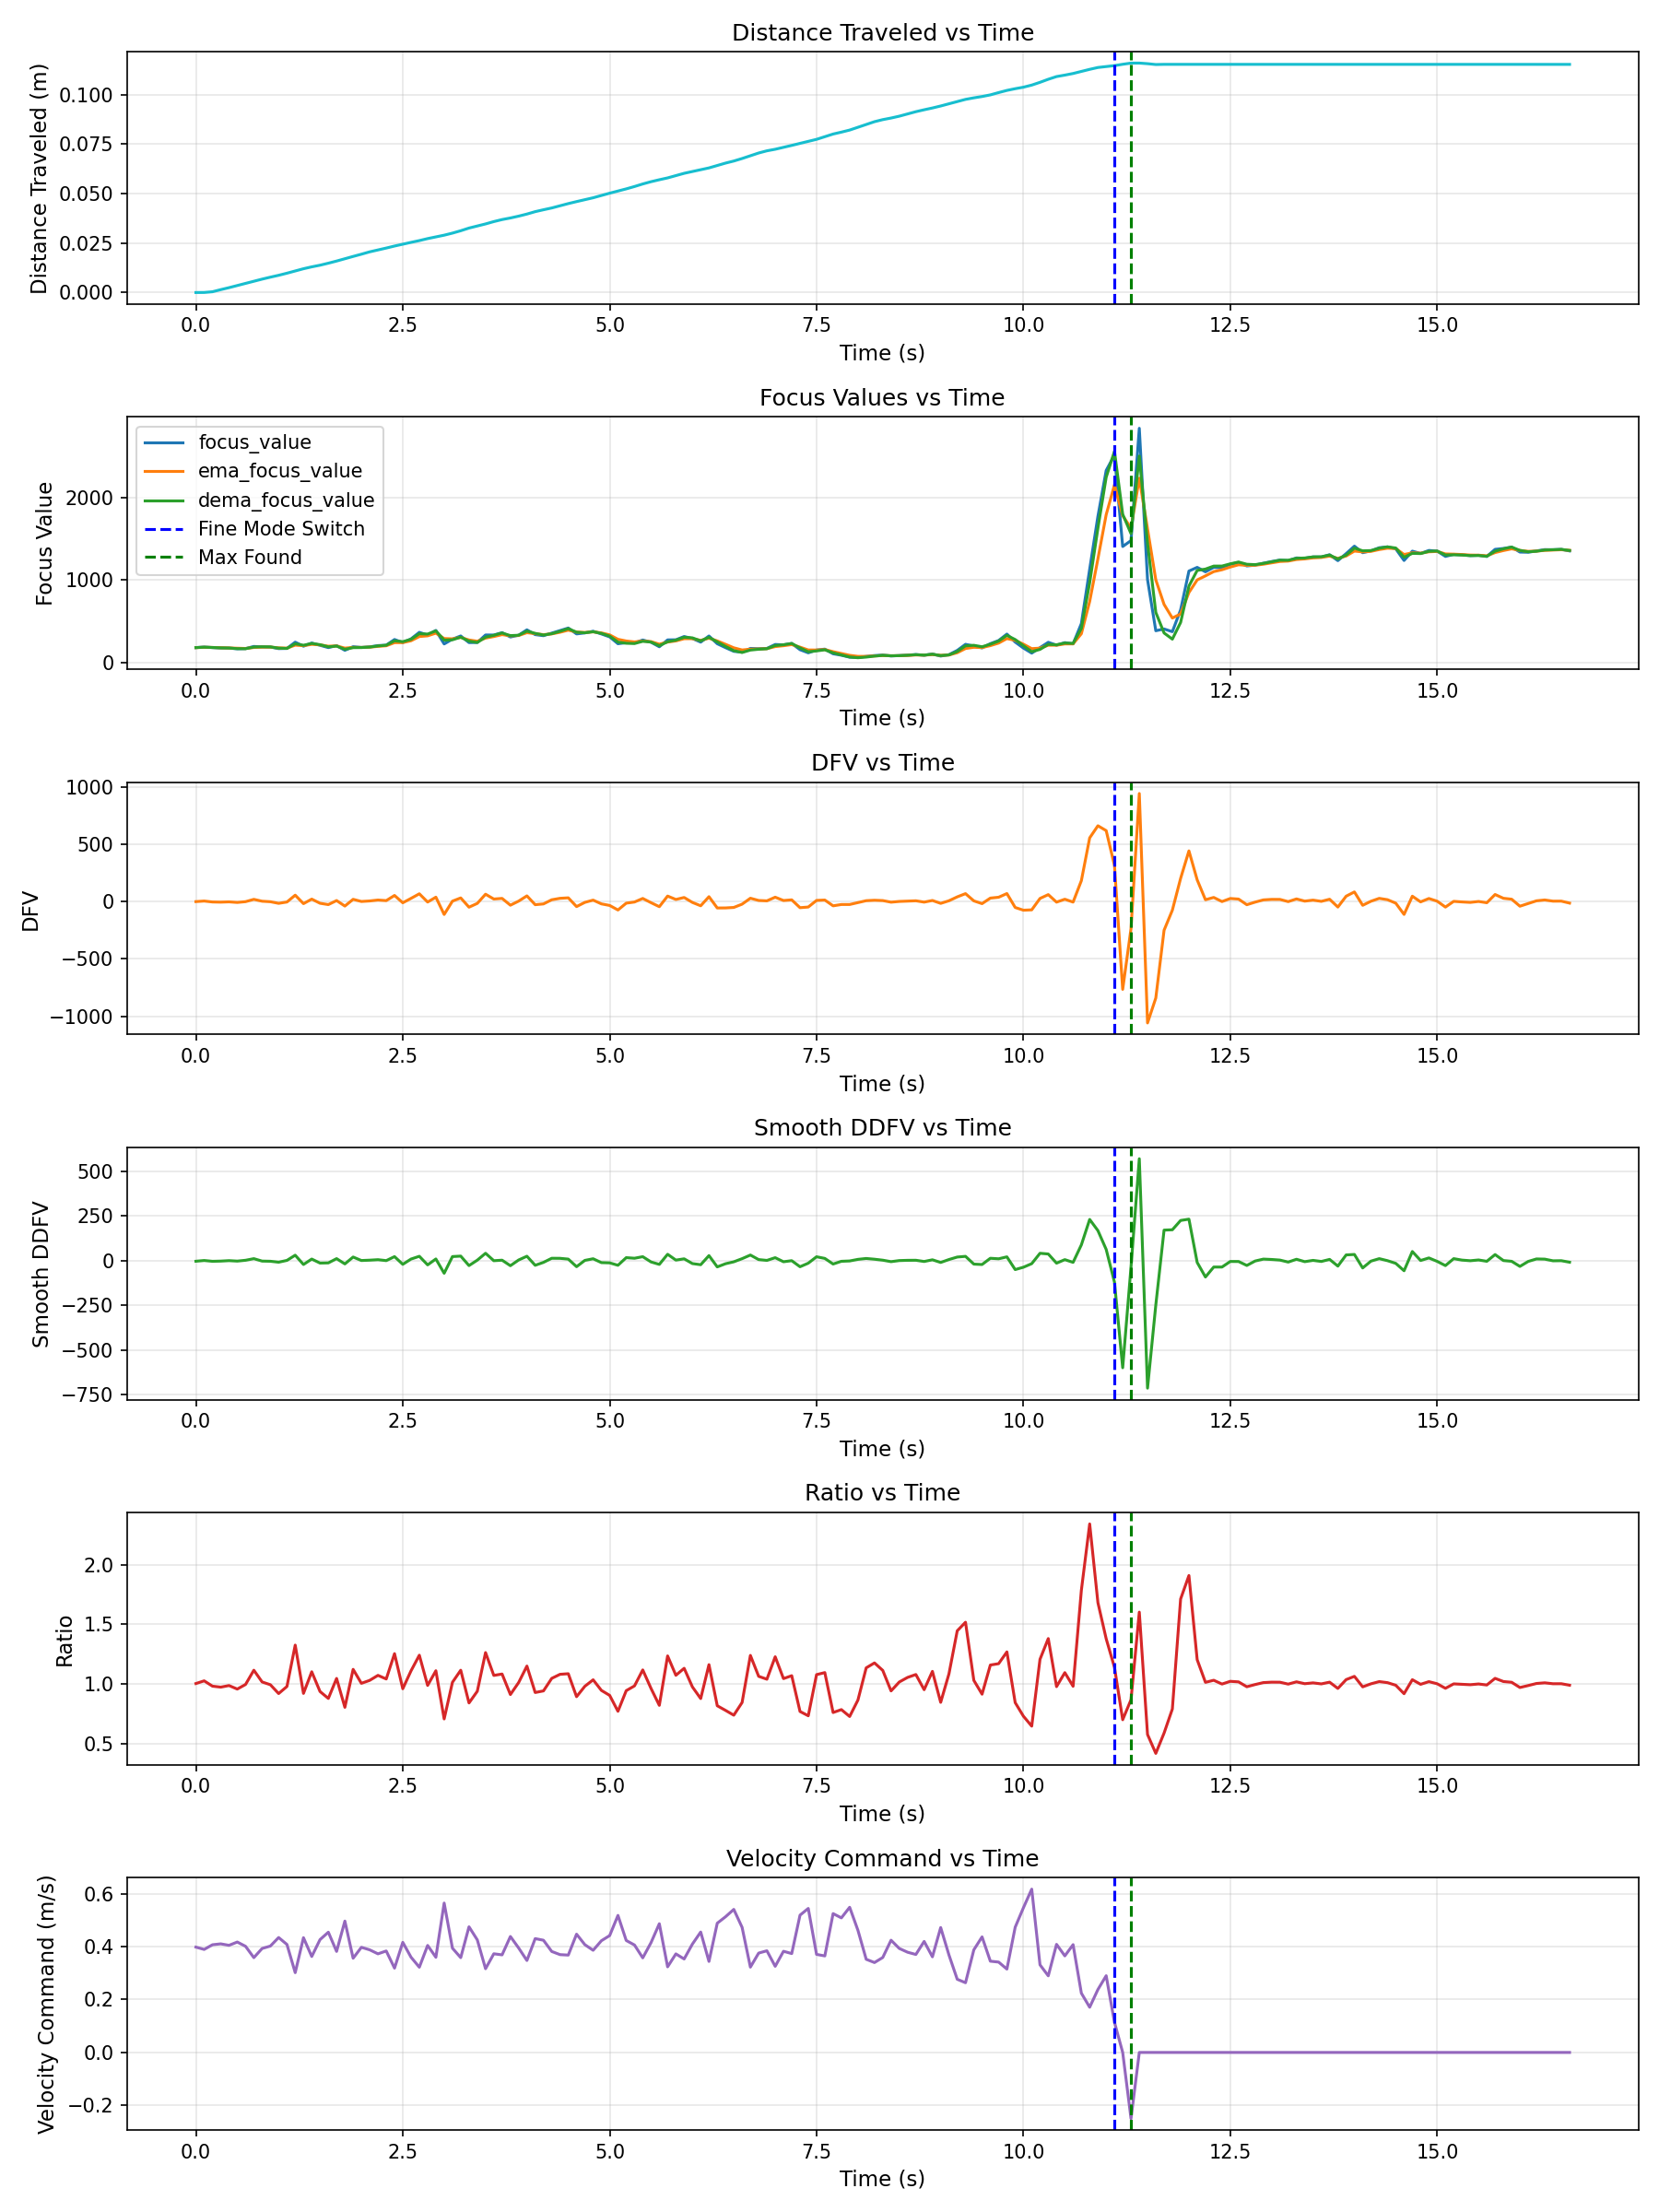 Distance Traveled vs Time
Distance Traveled (m)
0.100
0.075
0.050
0.025
0.000
0.0 2.5 5.0 7.5 10.0 12.5 15.0
Time (s)
Focus Values vs Time
Focus Value
2000
1000
0
focus_value
ema_focus_value
dema_focus_value
Fine Mode Switch
Max Found
0.0 2.5 5.0 7.5 10.0 12.5 15.0
Time (s)
DFV vs Time
DFV
1000
500
0
−500
−1000
0.0 2.5 5.0 7.5 10.0 12.5 15.0
Time (s)
Smooth DDFV vs Time
Smooth DDFV
500
250
0
−250
−500
−750
0.0 2.5 5.0 7.5 10.0 12.5 15.0
Time (s)
Ratio vs Time
Ratio
2.0
1.5
1.0
0.5
0.0 2.5 5.0 7.5 10.0 12.5 15.0
Time (s)
Velocity Command vs Time
Velocity Command (m/s)
0.6
0.4
0.2
0.0
−0.2
0.0 2.5 5.0 7.5 10.0 12.5 15.0
Time (s)